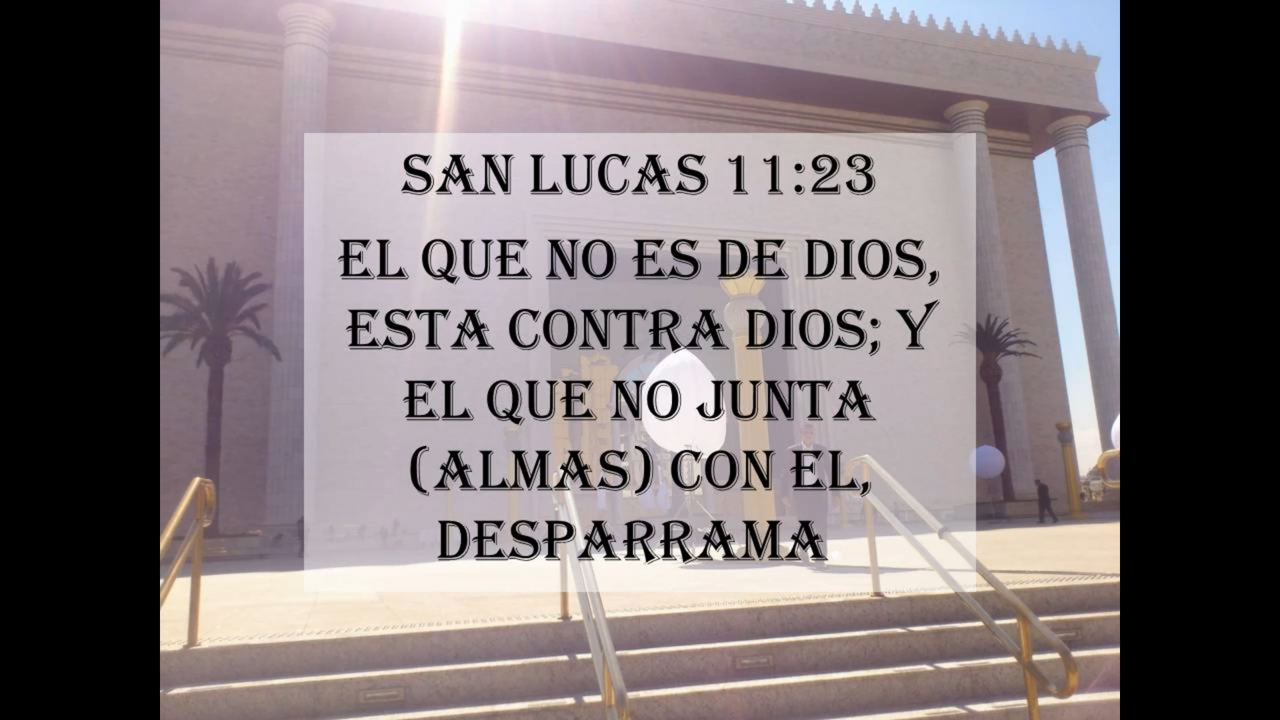 SAN LUCAS 11:23
EL QUE NO ES DE DIOS,
ESTA CONTRA DIOS; Y
EL QUE NO JUNTA
(ALMAS) CON EL,
DESPARRAMA